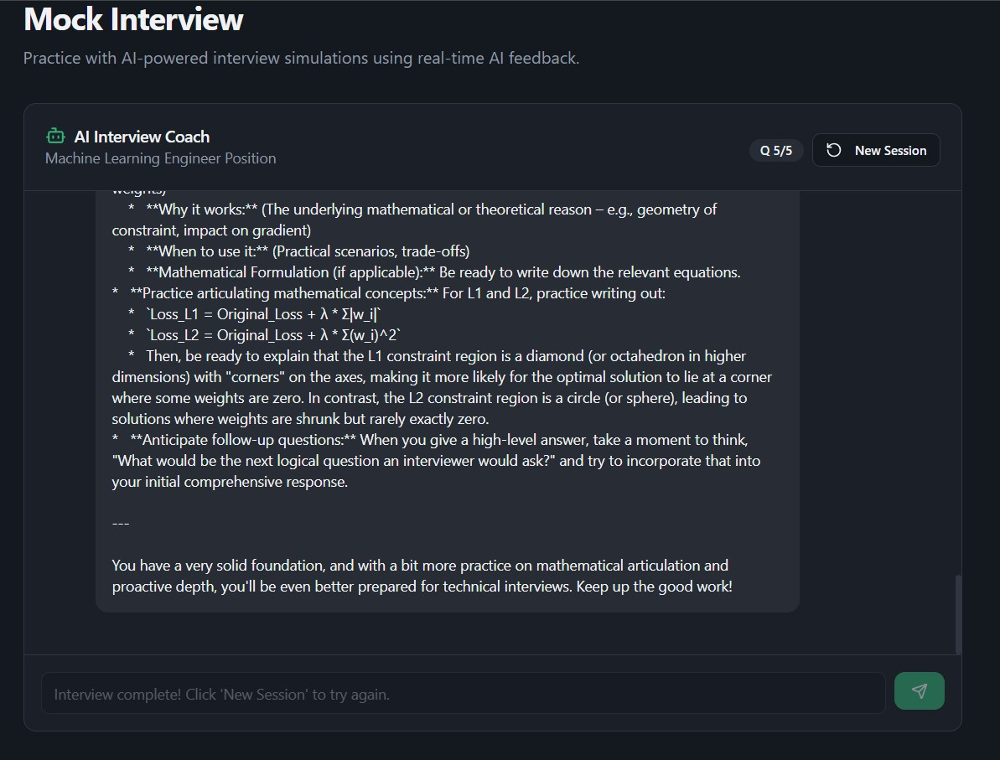 Mock Interview
Practice with AI-powered interview simulations using real-time AI feedback.
AI Interview Coach
Machine Learning Engineer Position
Q 5/5
New Session
weights)
*   **Why it works:** (The underlying mathematical or theoretical reason – e.g., geometry of
constraint, impact on gradient)
*   **When to use it:** (Practical scenarios, trade-offs)
*   **Mathematical Formulation (if applicable):** Be ready to write down the relevant equations.
*   **Practice articulating mathematical concepts:** For L1 and L2, practice writing out:
*   `Loss_L1 = Original_Loss + λ * Σ|w_i|`
*   `Loss_L2 = Original_Loss + λ * Σ(w_i)^2`
*   Then, be ready to explain that the L1 constraint region is a diamond (or octahedron in higher
dimensions) with "corners" on the axes, making it more likely for the optimal solution to lie at a corner
where some weights are zero. In contrast, the L2 constraint region is a circle (or sphere), leading to
solutions where weights are shrunk but rarely exactly zero.
*   **Anticipate follow-up questions:** When you give a high-level answer, take a moment to think,
"What would be the next logical question an interviewer would ask?" and try to incorporate that into
your initial comprehensive response.
---
You have a very solid foundation, and with a bit more practice on mathematical articulation and
proactive depth, you'll be even better prepared for technical interviews. Keep up the good work!
Interview complete! Click 'New Session' to try again.